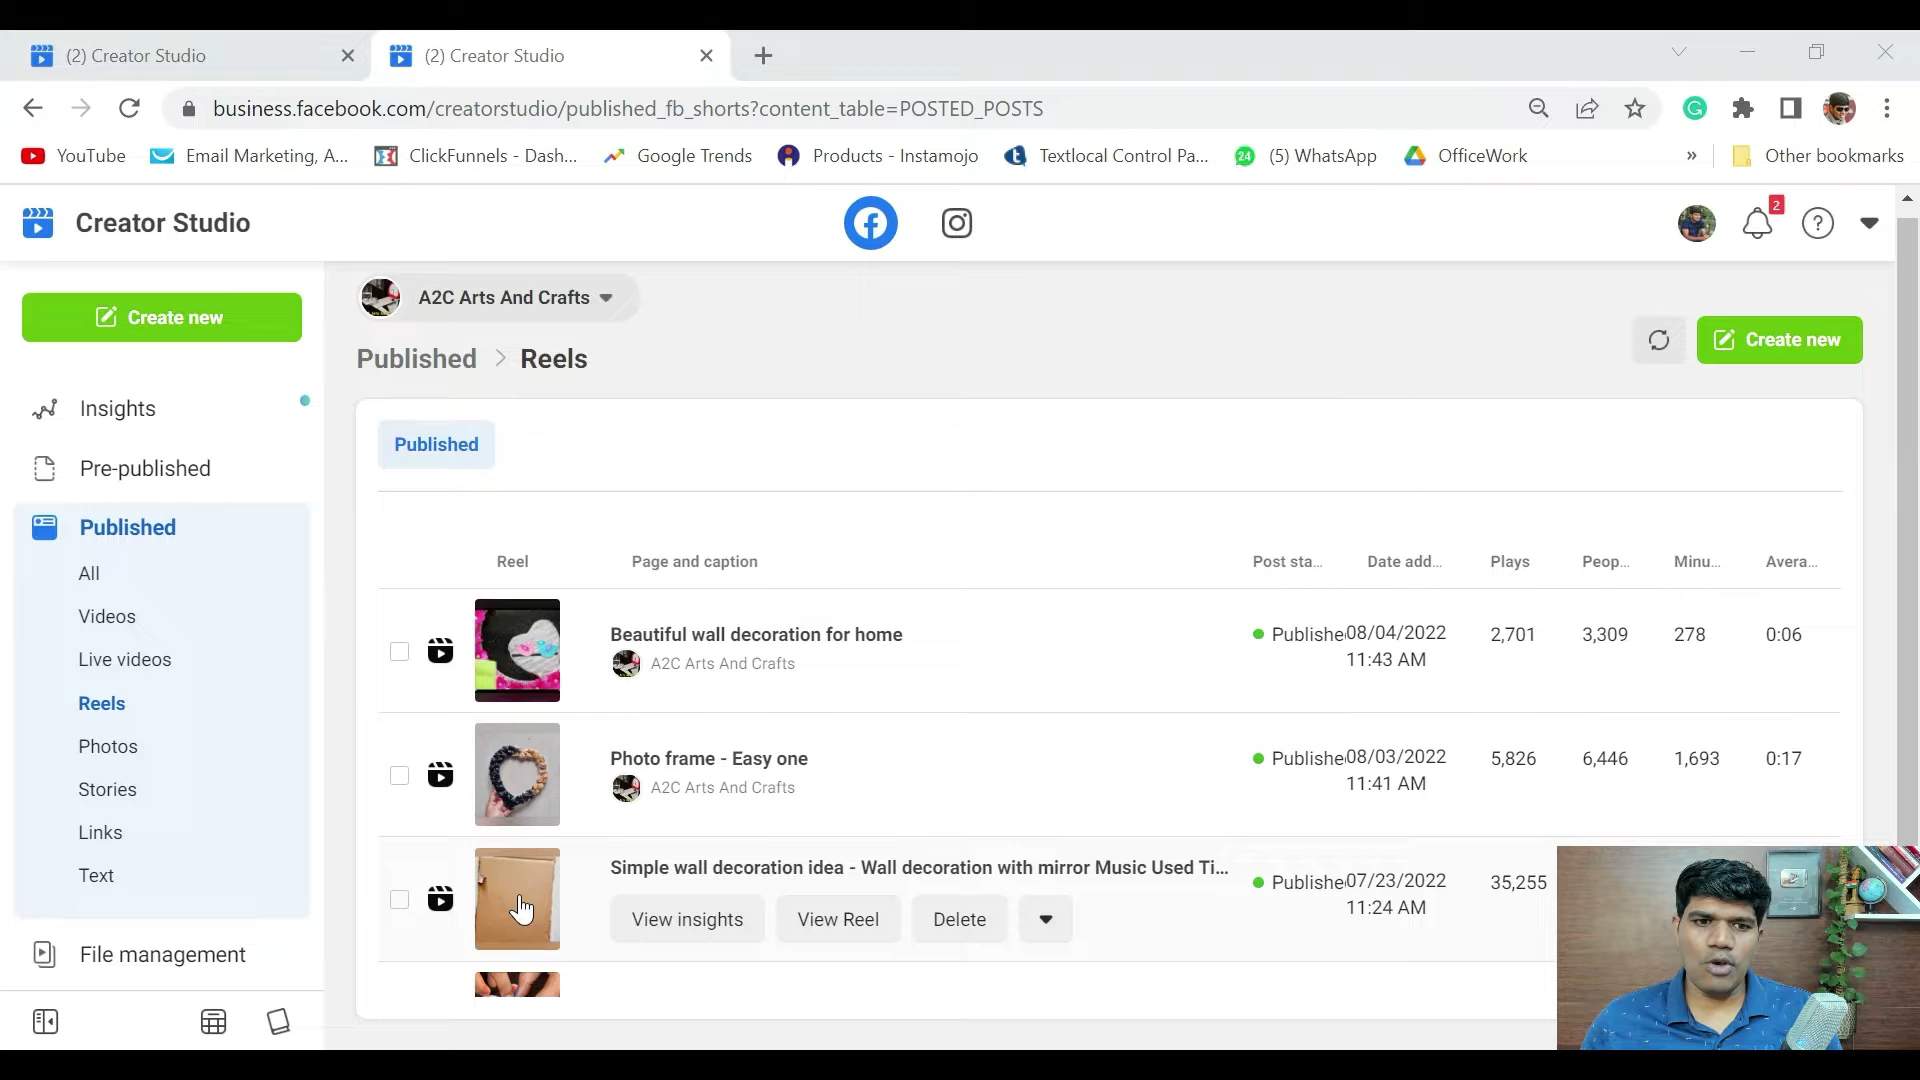 (2) Creator Studio
(2) Creator Studio
business.facebook.com/creatorstudio/published_fb_shorts?content_table=POSTED_POSTS
YouTube
Email Marketing, A...
ClickFunnels - Dash...
Google Trends
Products - Instamojo
Textlocal Control Pa...
24
(5) WhatsApp
OfficeWork
»
Other bookmarks
Creator Studio
2
A2C Arts And Crafts
Create new
Published > Reels
Create new
Insights
Pre-published
Published
All
Videos
Live videos
Reels
Photos
Stories
Links
Text
File management
Published
Reel
Page and caption
Post sta...
Date add...
Plays
Peop...
Minu...
Avera...
Beautiful wall decoration for home
A2C Arts And Crafts
Publishe
08/04/2022
11:43 AM
2,701
3,309
278
0:06
Photo frame - Easy one
A2C Arts And Crafts
Publishe
08/03/2022
11:41 AM
5,826
6,446
1,693
0:17
Simple wall decoration idea - Wall decoration with mirror Music Used Ti...
View insights
View Reel
Delete
Publishe
07/23/2022
11:24 AM
35,255